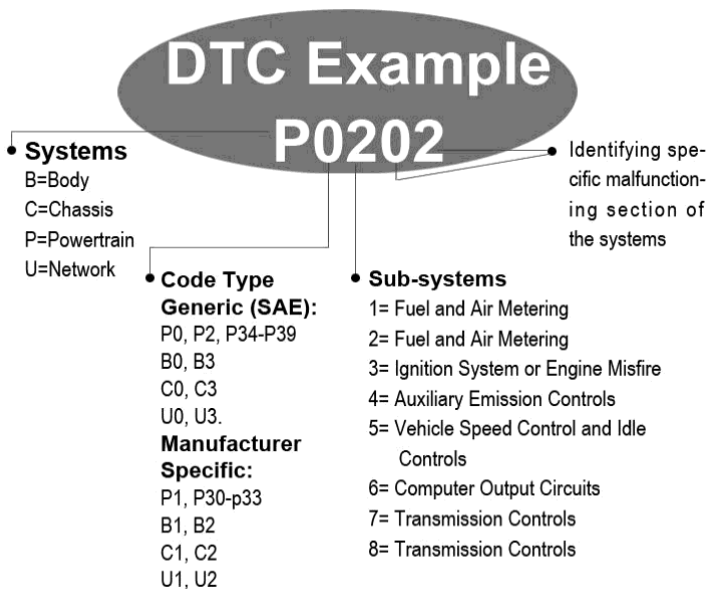 DTC Example
P0202
Systems
B=Body
C=Chassis
P=Powertrain
U=Network
Identifying spe-
cific malfunction-
ing section of
the systems
Code Type
Generic (SAE):
P0, P2, P34-P39
B0, B3
C0, C3
U0, U3.
Manufacturer
Specific:
P1, P30-p33
B1, B2
C1, C2
U1, U2
Sub-systems
1= Fuel and Air Metering
2= Fuel and Air Metering
3= Ignition System or Engine Misfire
4= Auxiliary Emission Controls
5= Vehicle Speed Control and Idle
Controls
6= Computer Output Circuits
7= Transmission Controls
8= Transmission Controls